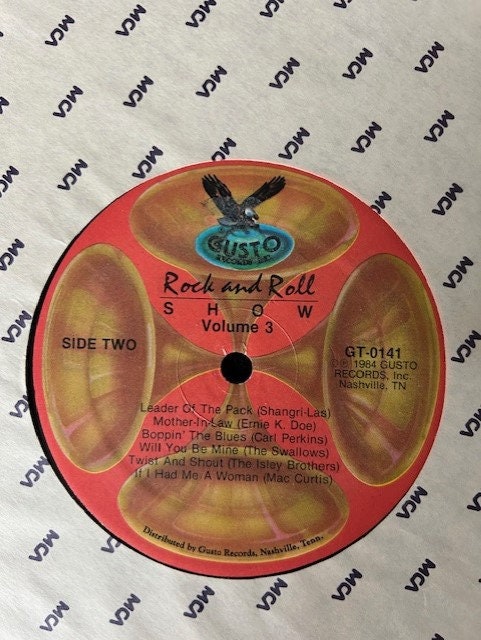 GUSTO
RECORDS INC.
Rock and Roll
SHOW
Volume 3
SIDE TWO
GT-0141
℗© 1984 GUSTO
RECORDS, Inc.
Nashville, TN
Leader Of The Pack (Shangri-Las)
Mother-In-Law (Ernie K. Doe)
Boppin' The Blues (Carl Perkins)
Will You Be Mine (The Swallows)
Twist And Shout (The Isley Brothers)
If I Had Me A Woman (Mac Curtis)
Distributed by Gusto Records, Nashville, Tenn.
MCA